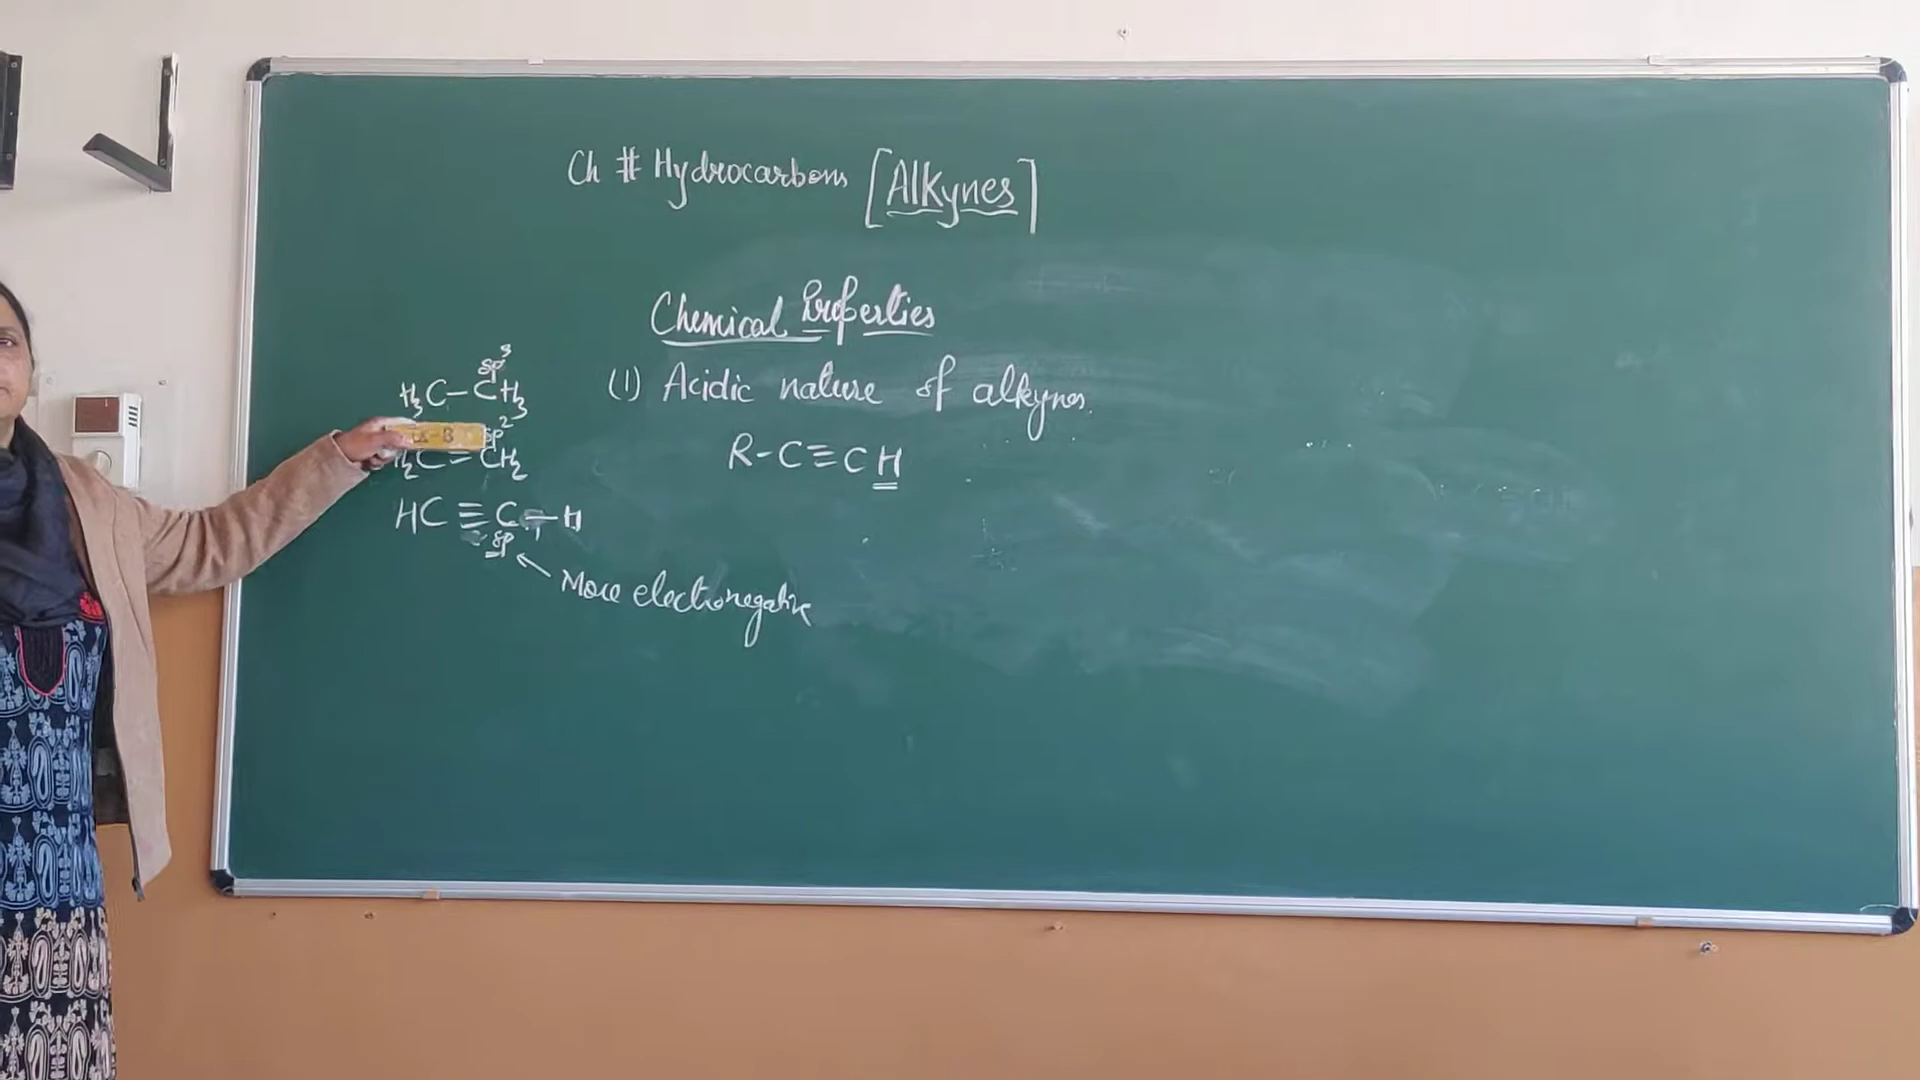 Ch # Hydrocarbons [Alkynes]
Chemical Properties
(1) Acidic nature of alkynes.
R-C≡CH
sp³
H₃C-CH₃
sp²
H₂C=CH₂
HC≡C-H
sp
More electronegative